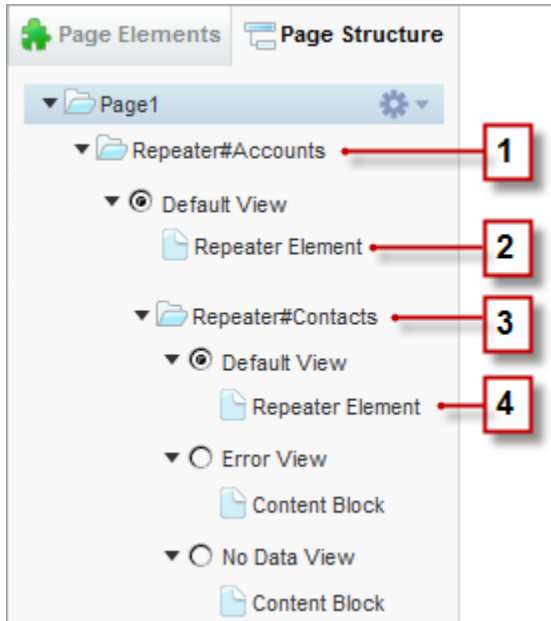 Page Elements Page Structure
Page1
Repeater#Accounts 1
Default View
Repeater Element 2
Repeater#Contacts 3
Default View
Repeater Element 4
Error View
Content Block
No Data View
Content Block